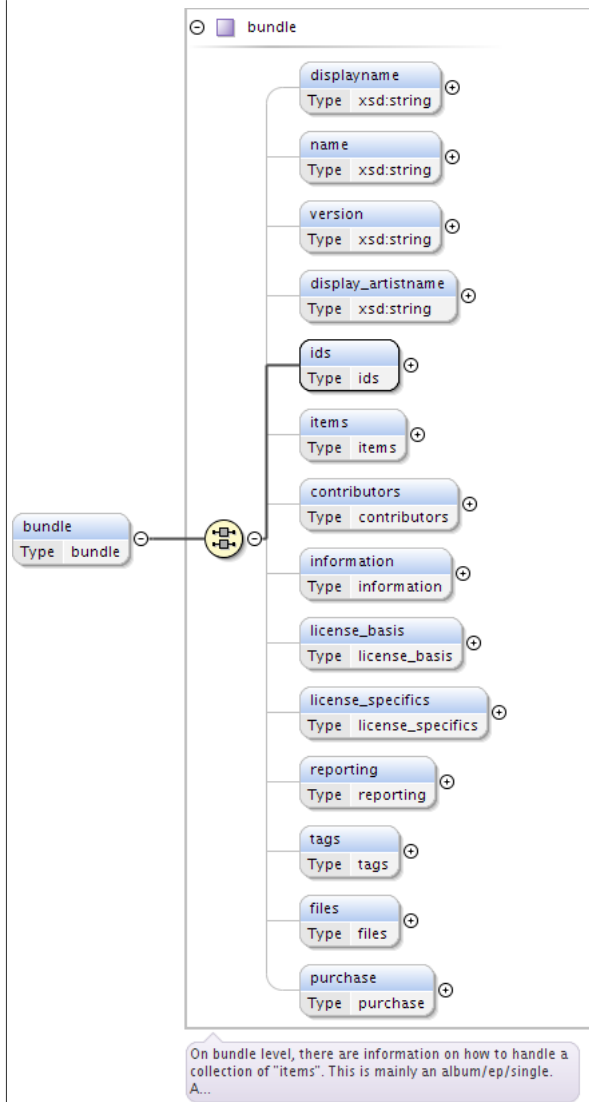 bundle
displayname
Type xsd:string
name
Type xsd:string
version
Type xsd:string
display_artistname
Type xsd:string
ids
Type ids
items
Type items
contributors
Type contributors
bundle
Type bundle
information
Type information
license_basis
Type license_basis
license_specifics
Type license_specifics
reporting
Type reporting
tags
Type tags
files
Type files
purchase
Type purchase
On bundle level, there are information on how to handle a
collection of "items". This is mainly an album/ep/single.
A...